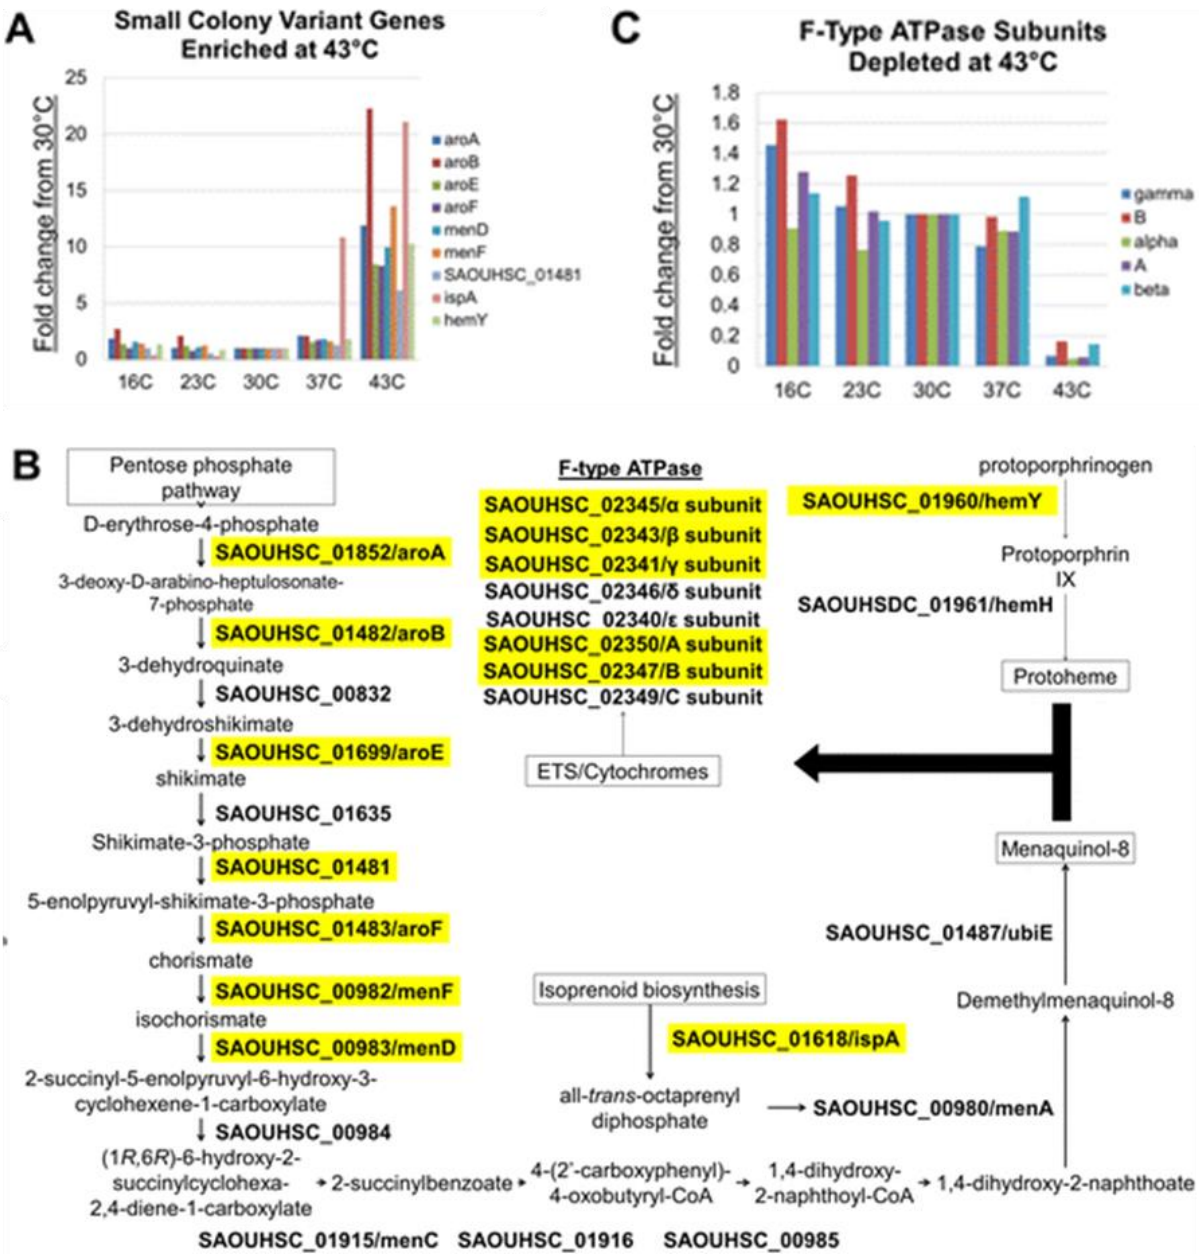 A
Small Colony Variant Genes
Enriched at 43°C
Fold change from 30°C
25
20
15
10
5
0
16C 23C 30C 37C 43C
aroA
aroB
aroE
aroF
menD
menF
SAOUHSC_01481
ispA
hemY
C
F-Type ATPase Subunits
Depleted at 43°C
Fold change from 30°C
1.8
1.6
1.4
1.2
1
0.8
0.6
0.4
0.2
0
16C 23C 30C 37C 43C
gamma
B
alpha
A
beta
B
Pentose phosphate
pathway
D-erythrose-4-phosphate
SAOUHSC_01852/aroA
3-deoxy-D-arabino-heptulosonate-
7-phosphate
SAOUHSC_01482/aroB
3-dehydroquinate
SAOUHSC_00832
3-dehydroshikimate
SAOUHSC_01699/aroE
shikimate
SAOUHSC_01635
Shikimate-3-phosphate
SAOUHSC_01481
5-enolpyruvyl-shikimate-3-phosphate
SAOUHSC_01483/aroF
chorismate
SAOUHSC_00982/menF
isochorismate
SAOUHSC_00983/menD
2-succinyl-5-enolpyruvyl-6-hydroxy-3-
cyclohexene-1-carboxylate
SAOUHSC_00984
(1R,6R)-6-hydroxy-2-
succinylcyclohexa-
2,4-diene-1-carboxylate
2-succinylbenzoate
4-(2'-carboxyphenyl)-
4-oxobutyryl-CoA
1,4-dihydroxy-
2-naphthoyl-CoA
1,4-dihydroxy-2-naphthoate
SAOUHSC_01915/menC SAOUHSC_01916 SAOUHSC_00985
F-type ATPase
SAOUHSC_02345/α subunit
SAOUHSC_02343/β subunit
SAOUHSC_02341/γ subunit
SAOUHSC_02346/δ subunit
SAOUHSC_02340/ε subunit
SAOUHSC_02350/A subunit
SAOUHSC_02347/B subunit
SAOUHSC_02349/C subunit
ETS/Cytochromes
Isoprenoid biosynthesis
SAOUHSC_01618/ispA
all-trans-octaprenyl
diphosphate
SAOUHSC_00980/menA
protoporphrinogen
SAOUHSC_01960/hemY
Protoporphrin
IX
SAOUHSDC_01961/hemH
Protoheme
Menaquinol-8
SAOUHSC_01487/ubiE
Demethylmenaquinol-8